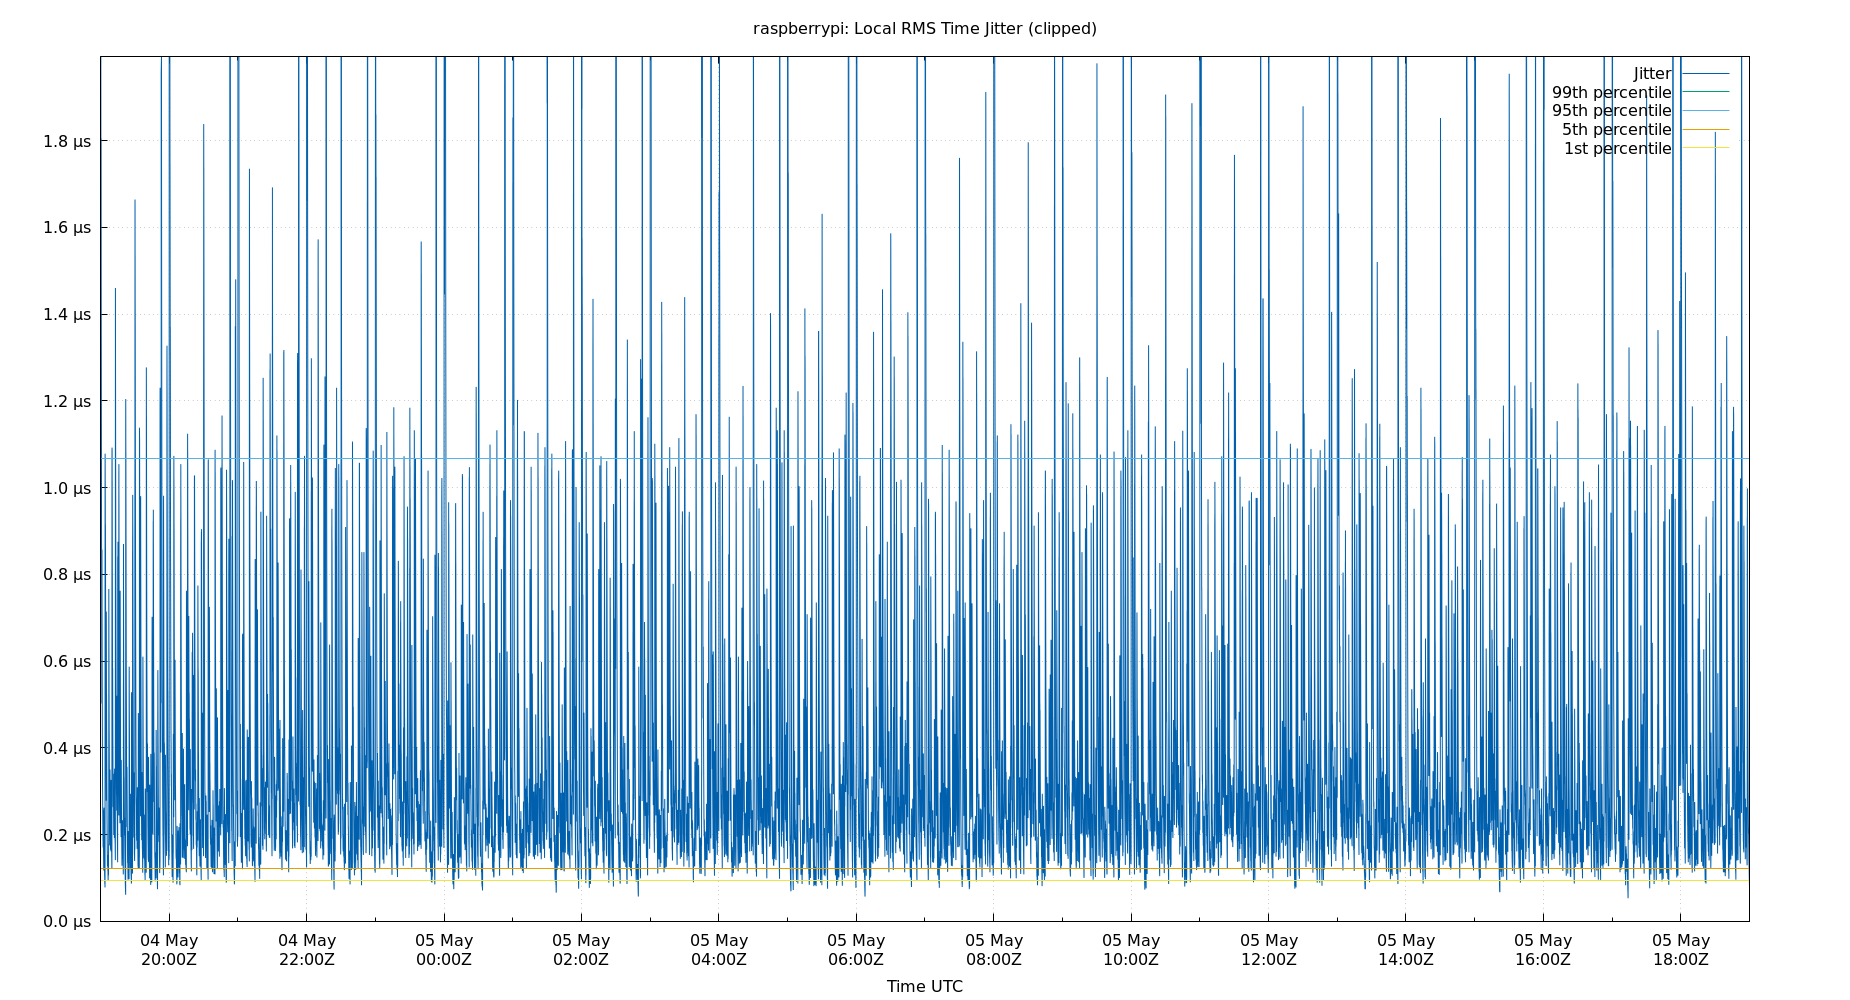 raspberrypi: Local RMS Time Jitter (clipped)
Jitter
99th percentile
95th percentile
5th percentile
1st percentile
1.8 µs
1.6 µs
1.4 µs
1.2 µs
1.0 µs
0.8 µs
0.6 µs
0.4 µs
0.2 µs
0.0 µs
04 May 04 May 05 May 05 May 05 May 05 May 05 May 05 May 05 May 05 May 05 May 05 May
20:00Z 22:00Z 00:00Z 02:00Z 04:00Z 06:00Z 08:00Z 10:00Z 12:00Z 14:00Z 16:00Z 18:00Z
Time UTC